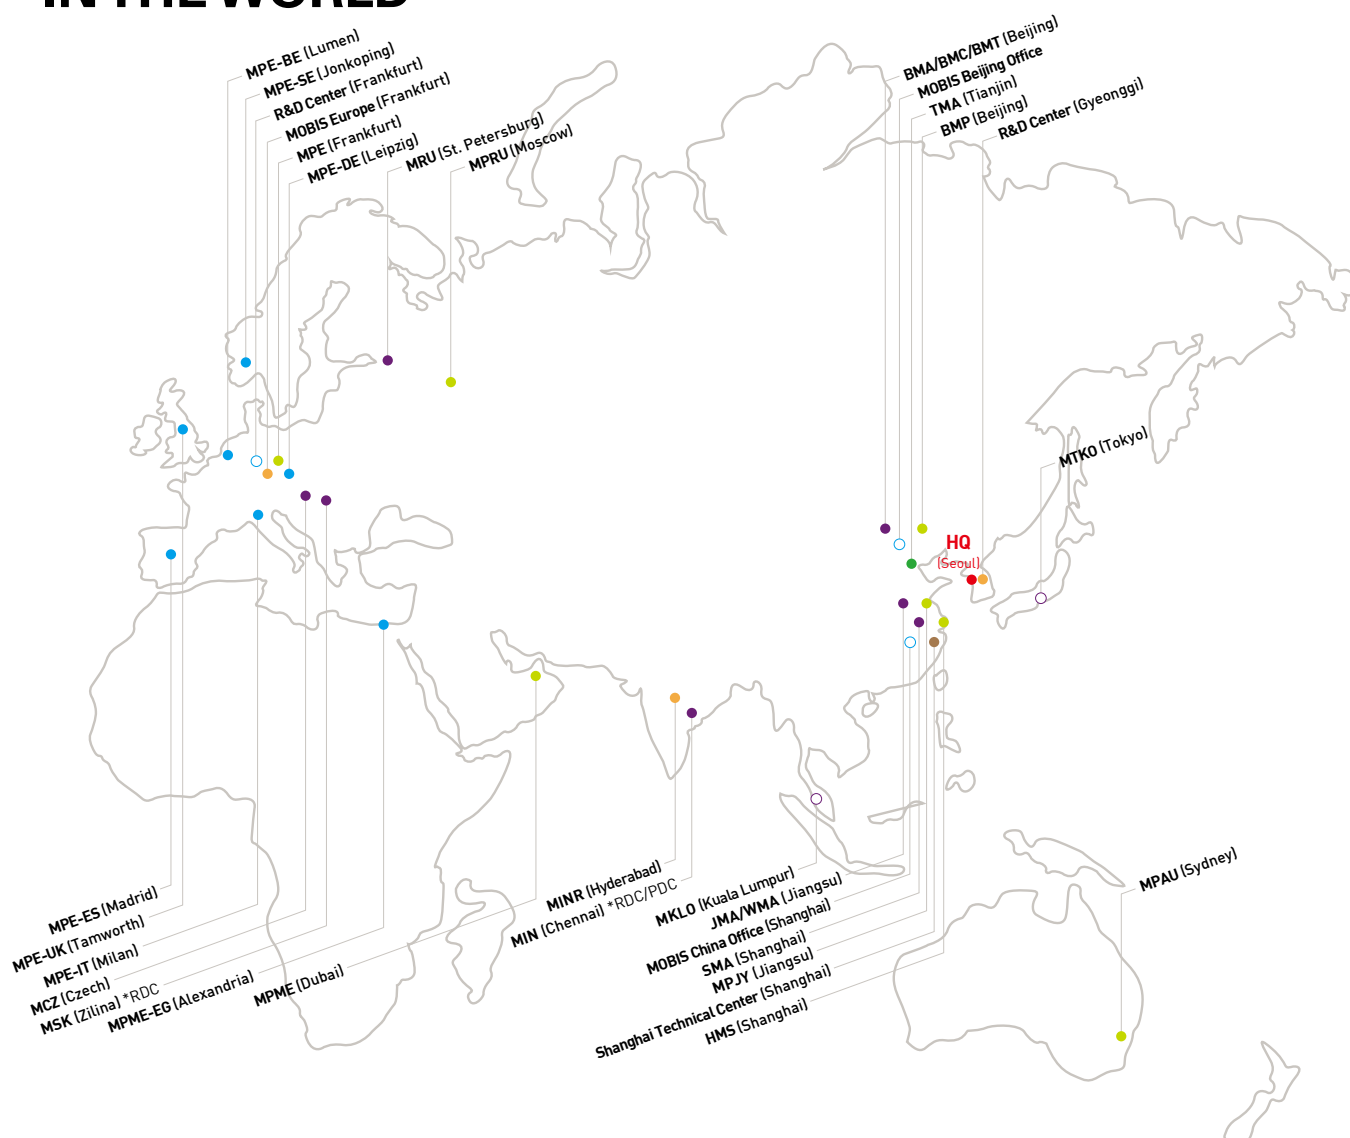 IN THE WORLD
MPE-BE (Lumen)
MPE-SE (Jonkoping)
R&D Center (Frankfurt)
MOBIS Europe (Frankfurt)
MPE (Frankfurt)
MPE-DE (Leipzig)
MRU (St. Petersburg)
MPRU (Moscow)
BMA/BMC/BMT (Beijing)
MOBIS Beijing Office
TMA (Tianjin)
BMP (Beijing)
R&D Center (Gyeonggi)
MTKO (Tokyo)
HQ
(Seoul)
MPE-ES (Madrid)
MPE-UK (Tamworth)
MPE-IT (Milan)
MCZ (Czech)
MSK (Zilina) *RDC
MPME-EG (Alexandria)
MPME (Dubai)
MINR (Hyderabad)
MIN (Chennai) *RDC/PDC
MKLO (Kuala Lumpur)
JMA/WMA (Jiangsu)
MOBIS China Office (Shanghai)
SMA (Shanghai)
MPJY (Jiangsu)
Shanghai Technical Center (Shanghai)
HMS (Shanghai)
MPAU (Sydney)